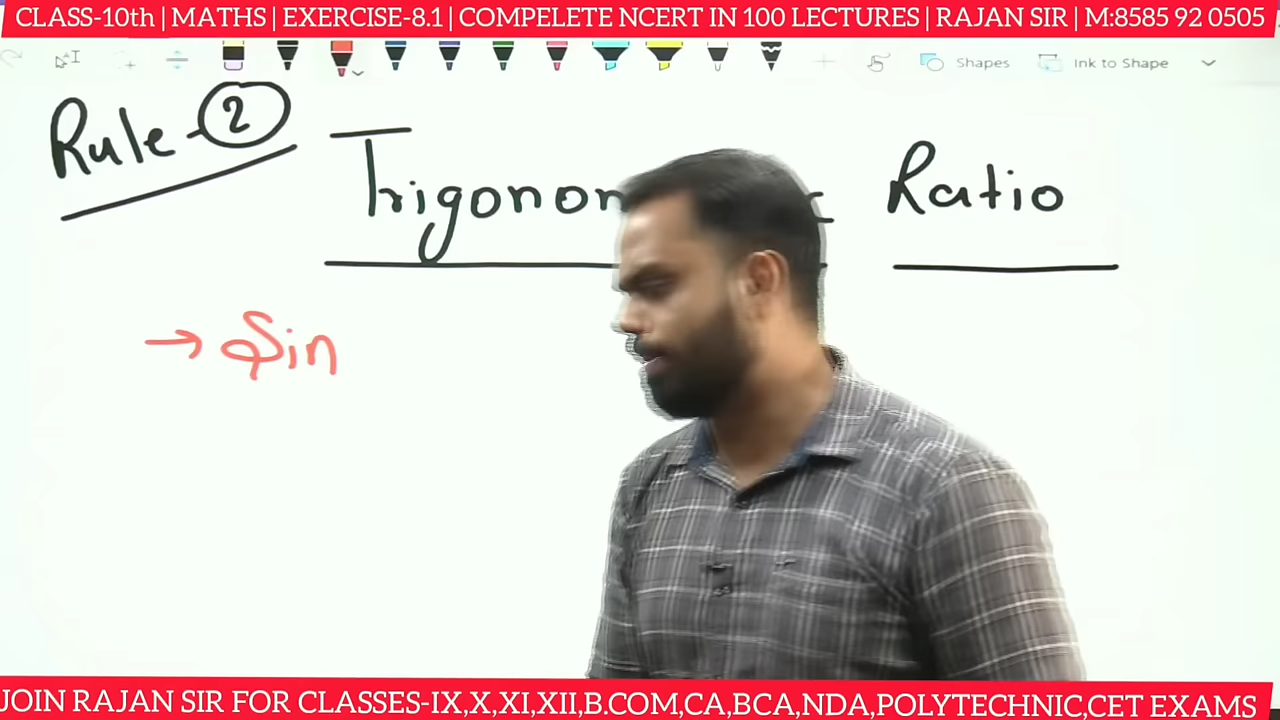 CLASS-10th | MATHS | EXERCISE-8.1 | COMPELETE NCERT IN 100 LECTURES | RAJAN SIR | M:8585 92 0505
Shapes Ink to Shape
Rule-2
Ratio
→ Sin
JOIN RAJAN SIR FOR CLASSES-IX,X,XI,XII,B.COM,CA,BCA,NDA,POLYTECHNIC,CET EXAMS